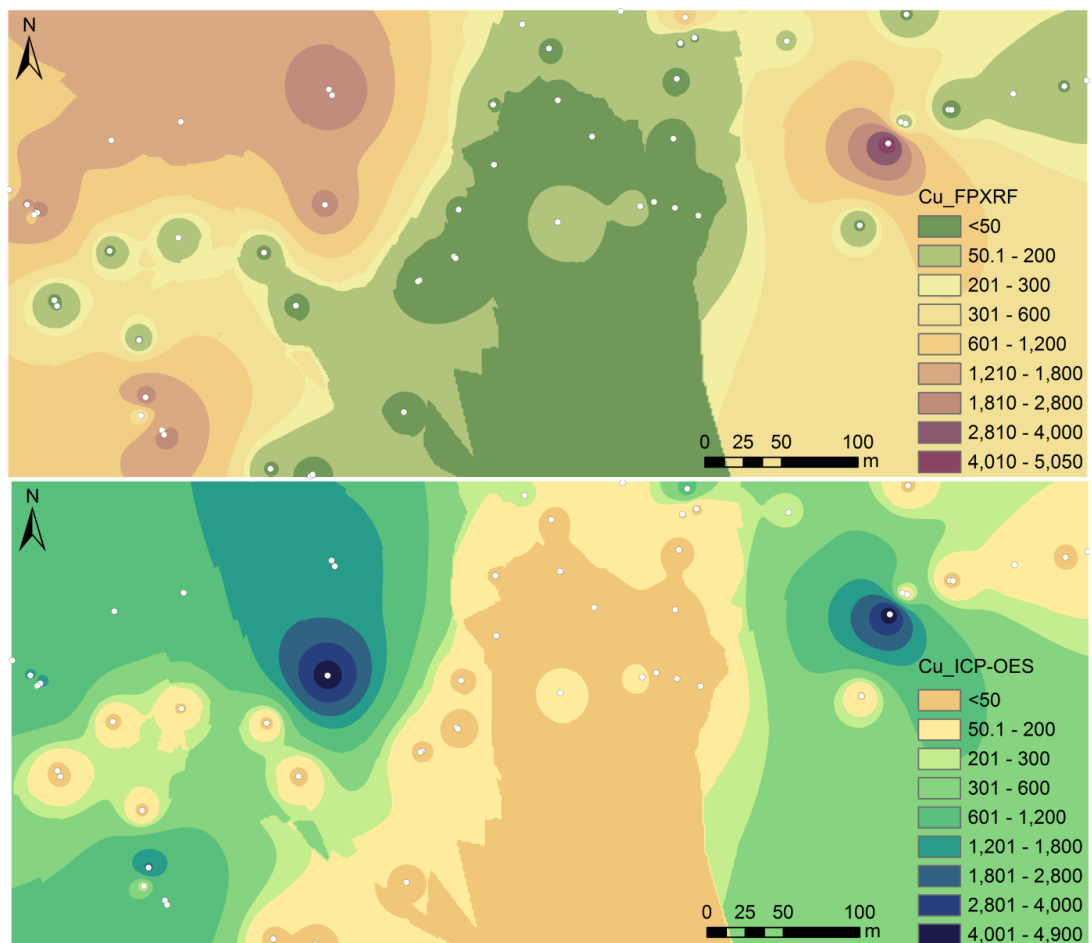 N
Cu_FPXRF
<50
50.1 - 200
201 - 300
301 - 600
601 - 1,200
1,210 - 1,800
1,810 - 2,800
2,810 - 4,000
4,010 - 5,050
0 25 50 100
m
N
Cu_ICP-OES
<50
50.1 - 200
201 - 300
301 - 600
601 - 1,200
1,201 - 1,800
1,801 - 2,800
2,801 - 4,000
4,001 - 4,900
0 25 50 100
m